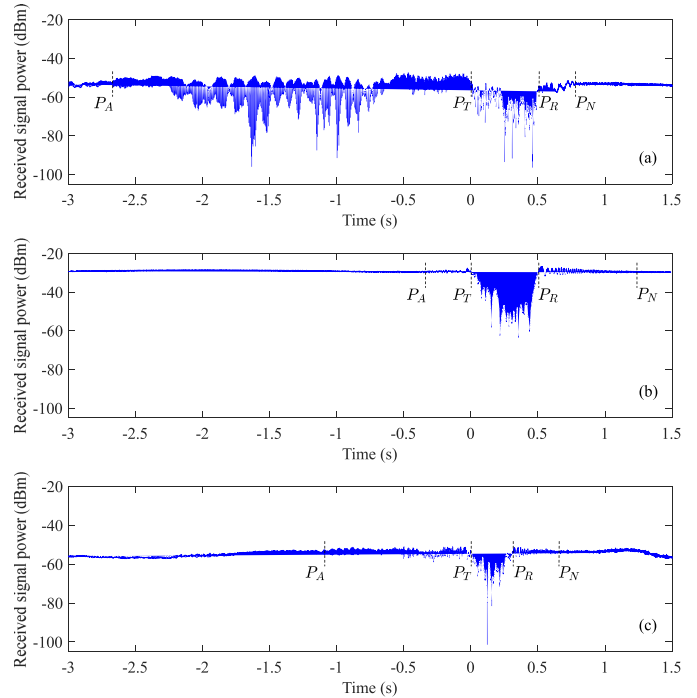 Received signal power (dBm)
-20
-40
-60
-80
-100
P_A
P_T
P_R
P_N
(a)
-3 -2.5 -2 -1.5 -1 -0.5 0 0.5 1 1.5
Time (s)
Received signal power (dBm)
-20
-40
-60
-80
-100
P_A
P_T
P_R
P_N
(b)
-3 -2.5 -2 -1.5 -1 -0.5 0 0.5 1 1.5
Time (s)
Received signal power (dBm)
-20
-40
-60
-80
-100
P_A
P_T
P_R
P_N
(c)
-3 -2.5 -2 -1.5 -1 -0.5 0 0.5 1 1.5
Time (s)